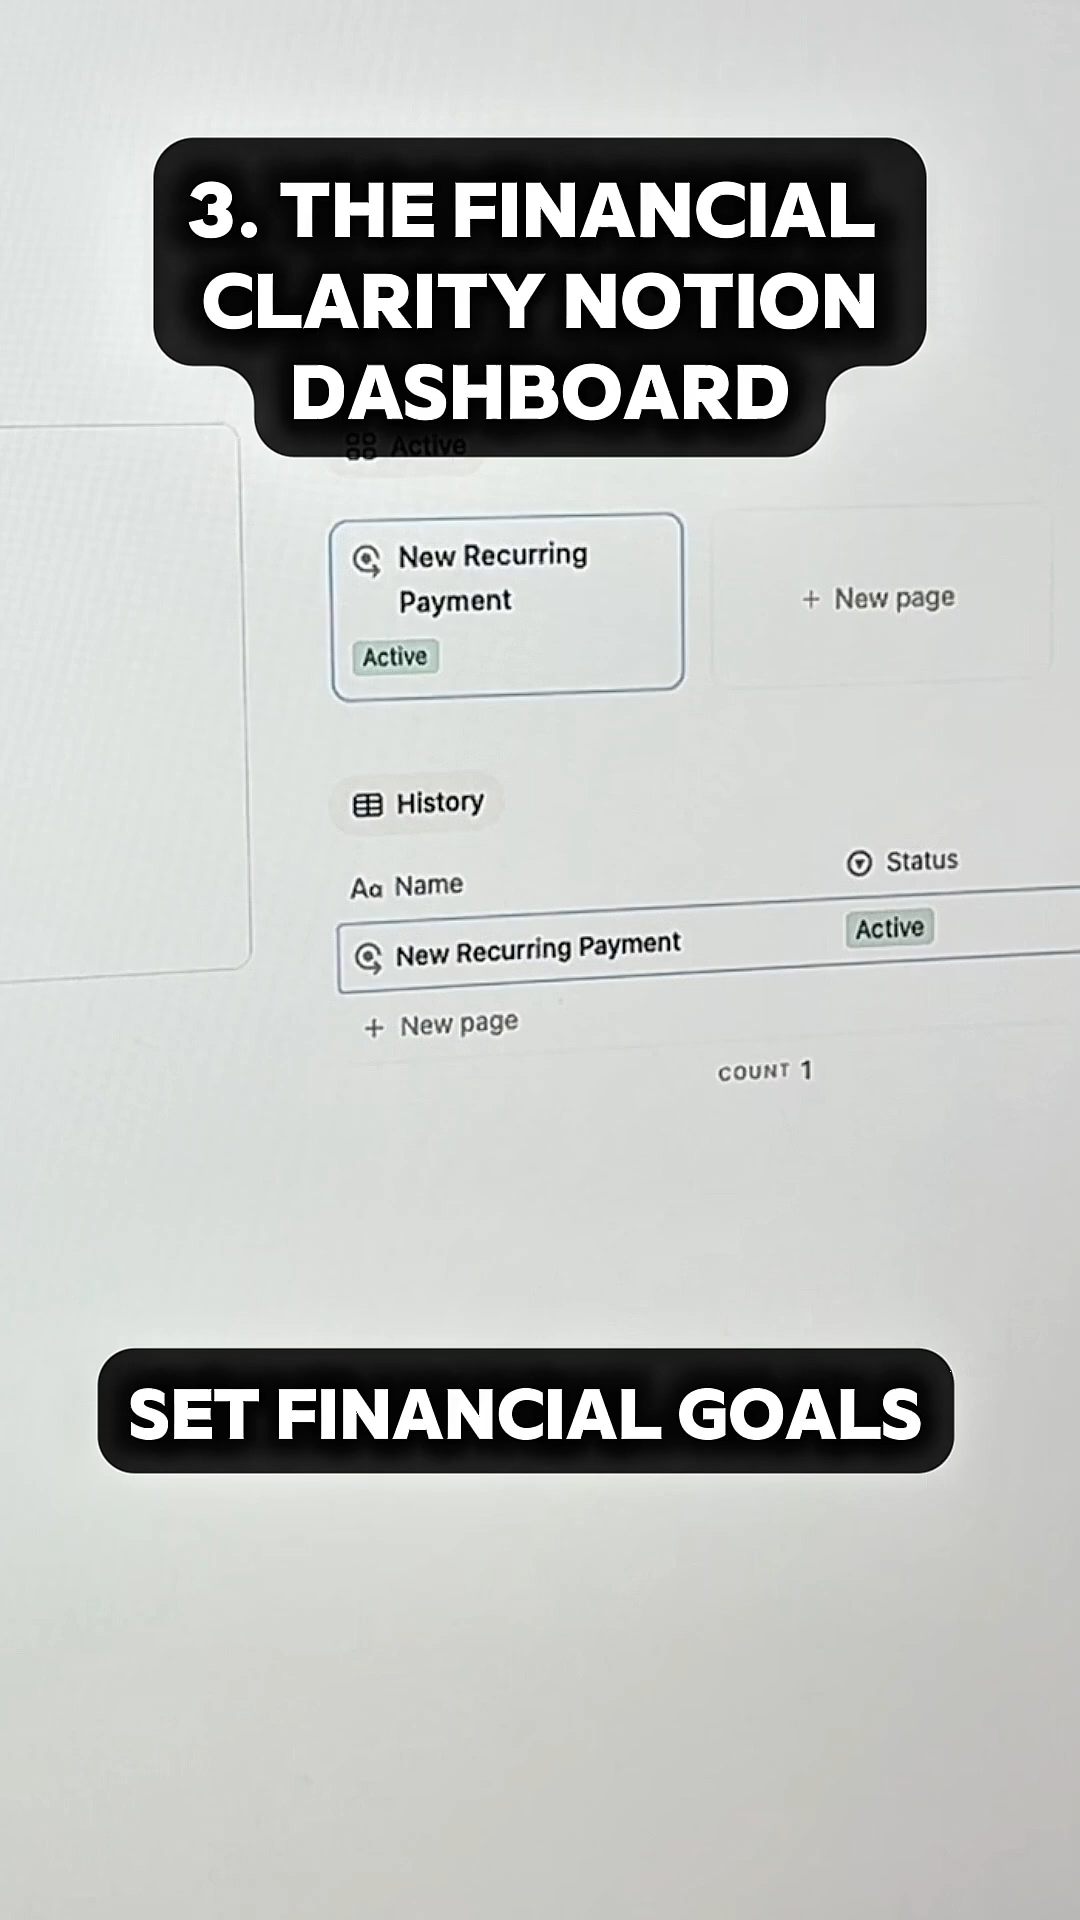 3. THE FINANCIAL
CLARITY NOTION
DASHBOARD
Active
New Recurring
Payment
Active
+ New page
History
Aa Name
Status
New Recurring Payment
Active
+ New page
COUNT 1
SET FINANCIAL GOALS